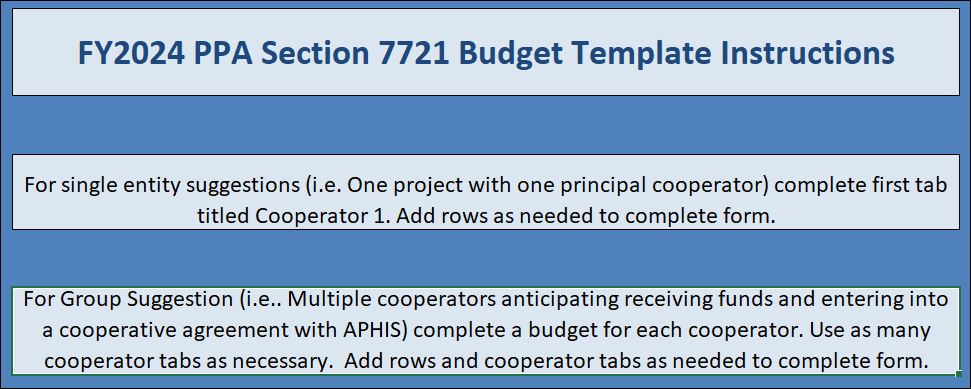 FY2024 PPA Section 7721 Budget Template Instructions
For single entity suggestions (i.e. One project with one principal cooperator) complete first tab
titled Cooperator 1. Add rows as needed to complete form.
For Group Suggestion (i.e.. Multiple cooperators anticipating receiving funds and entering into
a cooperative agreement with APHIS) complete a budget for each cooperator. Use as many
cooperator tabs as necessary.  Add rows and cooperator tabs as needed to complete form.